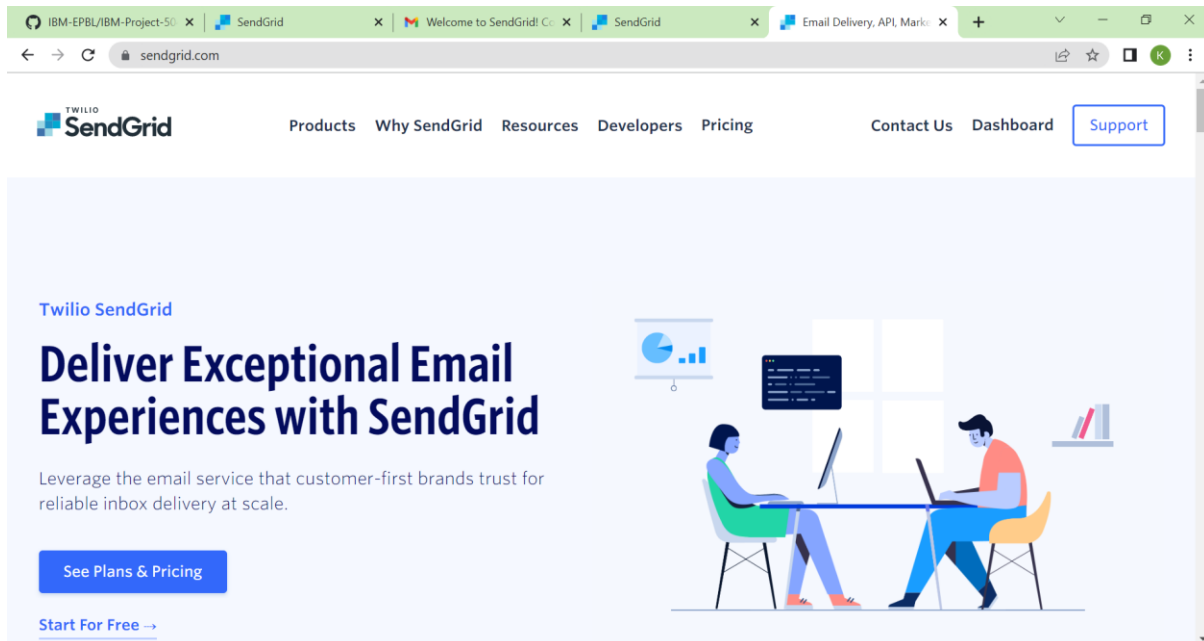 IBM-EPBL/IBM-Project-50
SendGrid
Welcome to SendGrid! Co
SendGrid
Email Delivery, API, Marke
sendgrid.com
K
TWILIO
SendGrid
Products Why SendGrid Resources Developers Pricing Contact Us Dashboard Support
Twilio SendGrid
Deliver Exceptional Email
Experiences with SendGrid
Leverage the email service that customer-first brands trust for
reliable inbox delivery at scale.
See Plans & Pricing
Start For Free →